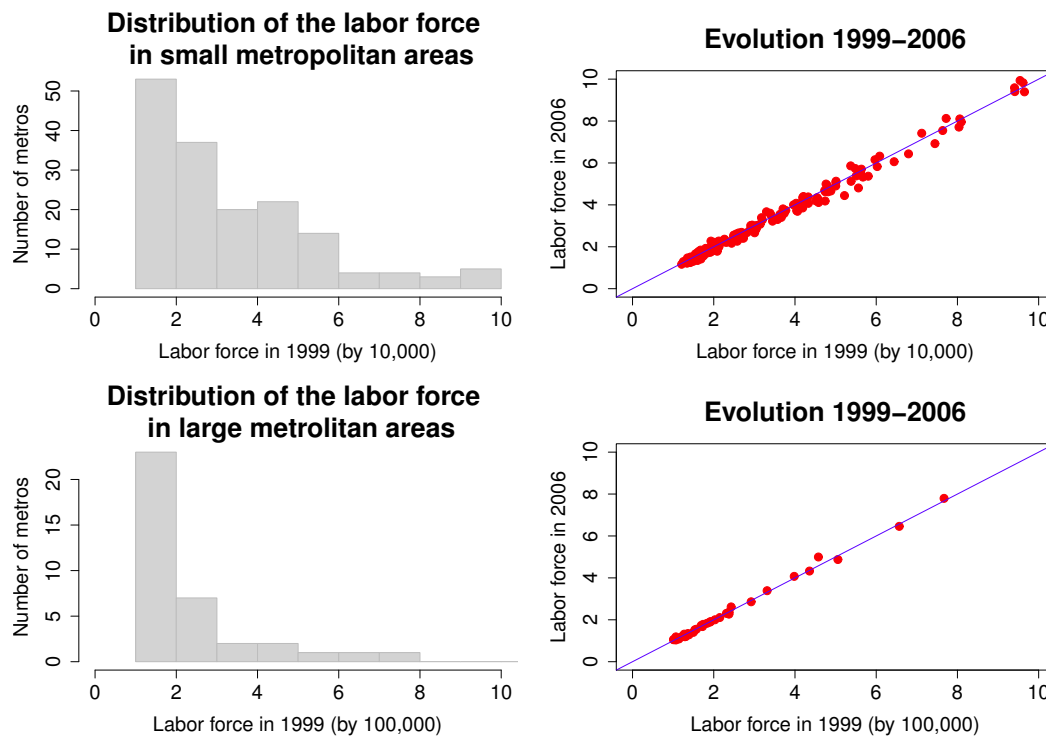 Distribution of the labor force
in small metropolitan areas
Number of metros
0 10 20 30 40 50
0 2 4 6 8 10
Labor force in 1999 (by 10,000)
Evolution 1999−2006
Labor force in 2006
0 2 4 6 8 10
0 2 4 6 8 10
Labor force in 1999 (by 10,000)
Distribution of the labor force
in large metrolitan areas
Number of metros
0 5 10 15 20
0 2 4 6 8 10
Labor force in 1999 (by 100,000)
Evolution 1999−2006
Labor force in 2006
0 2 4 6 8 10
0 2 4 6 8 10
Labor force in 1999 (by 100,000)